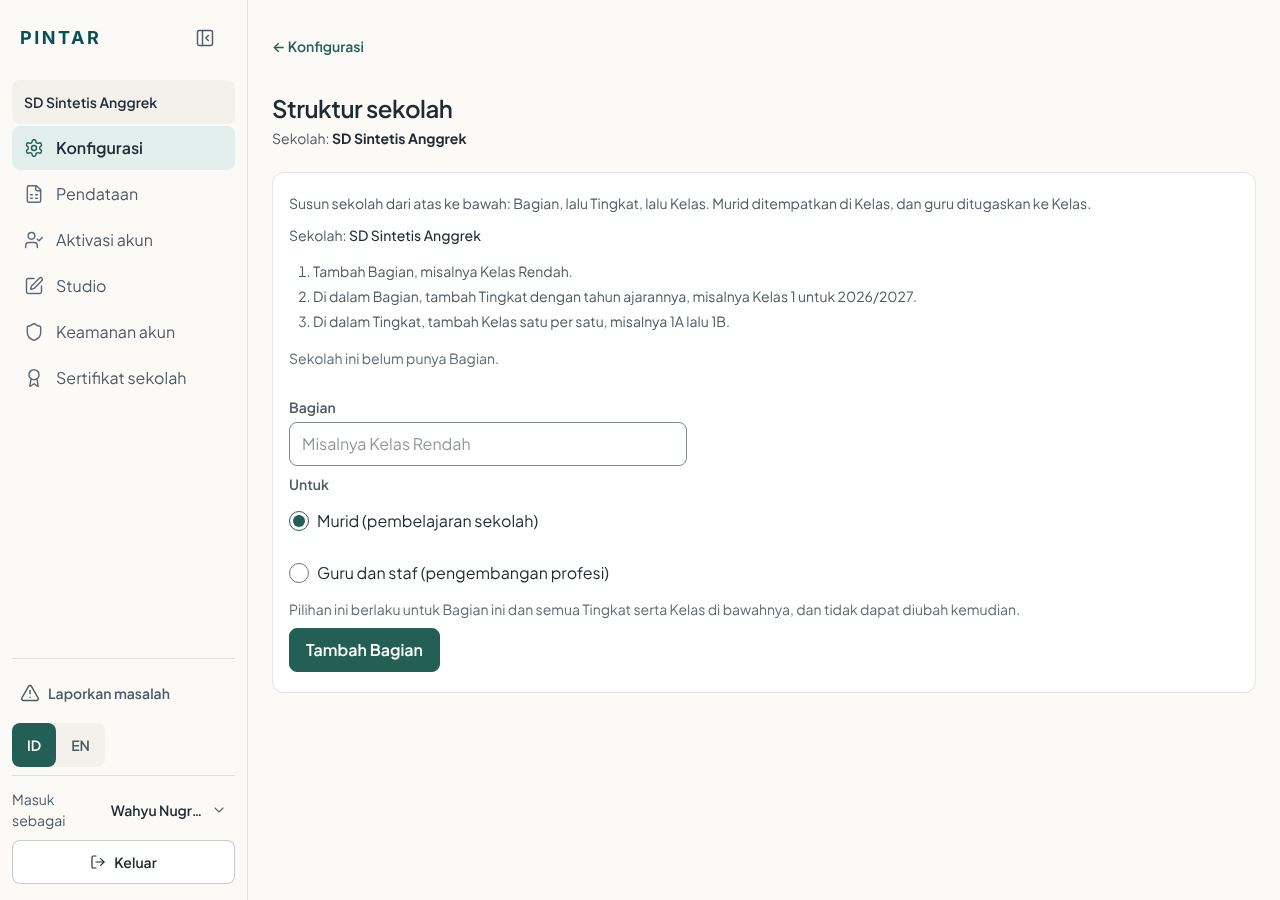 PINTAR
SD Sintetis Anggrek
Konfigurasi
Pendataan
Aktivasi akun
Studio
Keamanan akun
Sertifikat sekolah
Laporkan masalah
ID EN
Masuk sebagai
Wahyu Nugr…
Keluar
← Konfigurasi
Struktur sekolah
Sekolah: SD Sintetis Anggrek
Susun sekolah dari atas ke bawah: Bagian, lalu Tingkat, lalu Kelas. Murid ditempatkan di Kelas, dan guru ditugaskan ke Kelas.
Sekolah: SD Sintetis Anggrek
1. Tambah Bagian, misalnya Kelas Rendah.
2. Di dalam Bagian, tambah Tingkat dengan tahun ajarannya, misalnya Kelas 1 untuk 2026/2027.
3. Di dalam Tingkat, tambah Kelas satu per satu, misalnya 1A lalu 1B.
Sekolah ini belum punya Bagian.
Bagian
Misalnya Kelas Rendah
Untuk
Murid (pembelajaran sekolah)
Guru dan staf (pengembangan profesi)
Pilihan ini berlaku untuk Bagian ini dan semua Tingkat serta Kelas di bawahnya, dan tidak dapat diubah kemudian.
Tambah Bagian